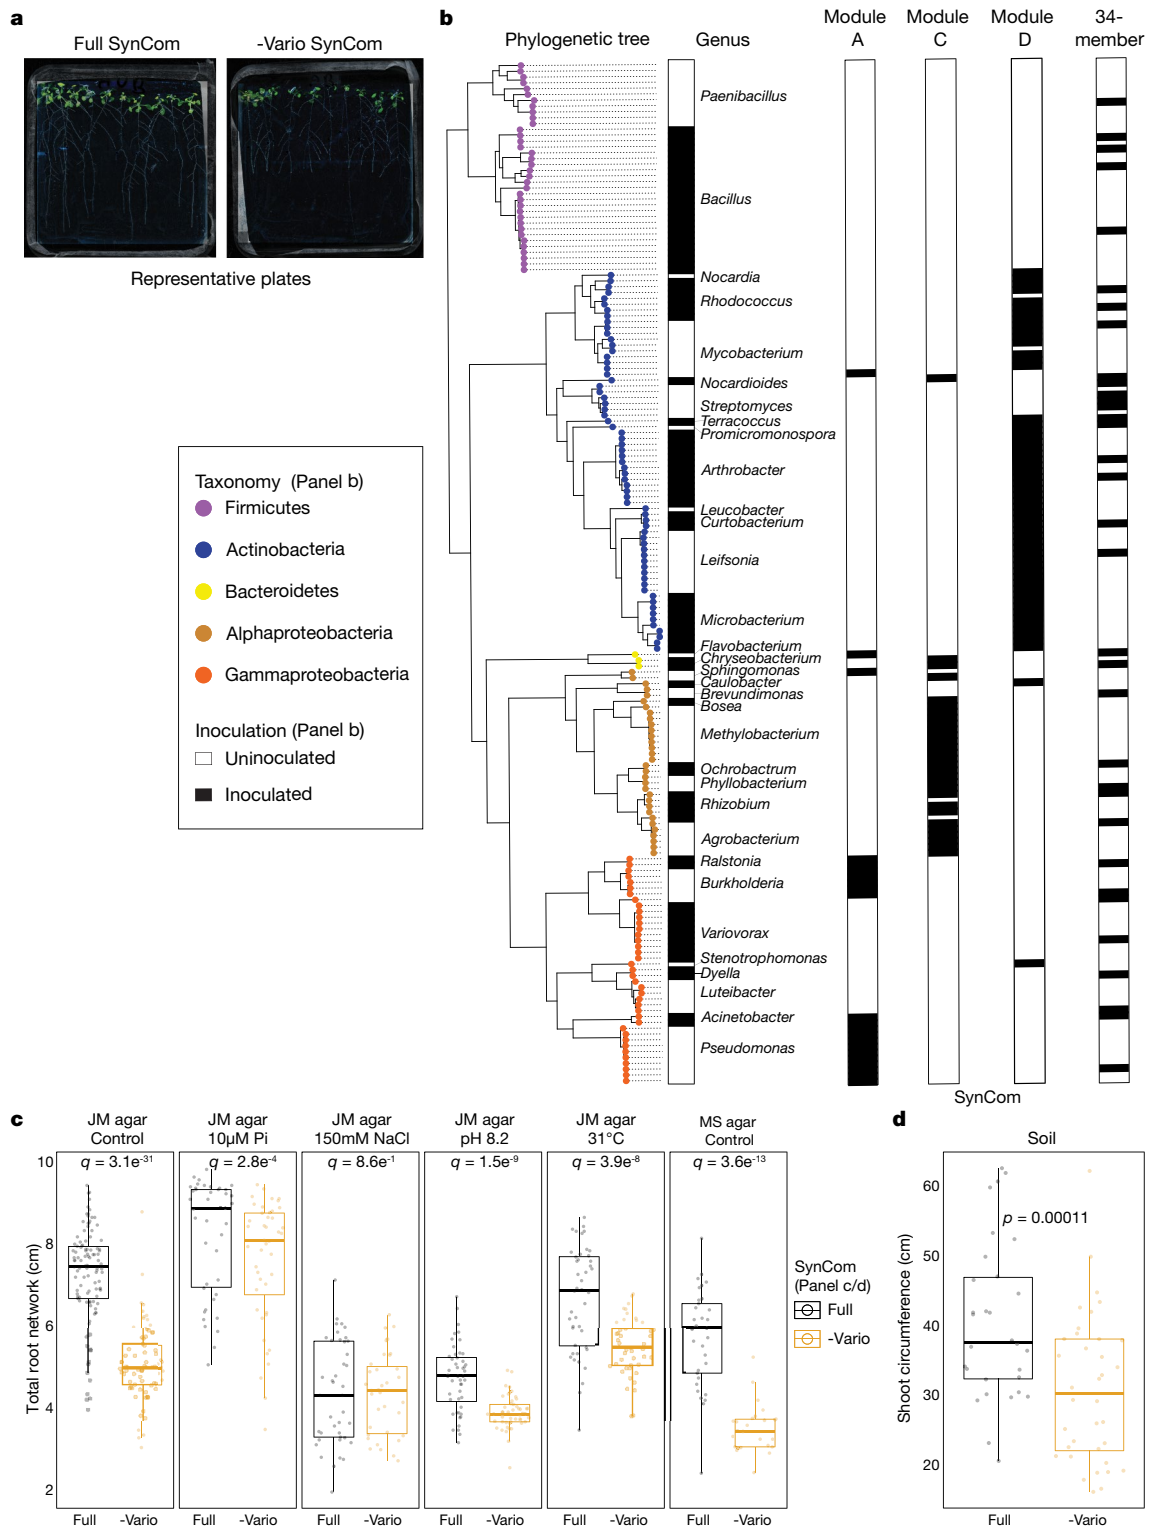 a
Full SynCom
-Vario SynCom
Representative plates
b
Phylogenetic tree
Genus
Module A
Module C
Module D
34-member
Paenibacillus
Bacillus
Nocardia
Rhodococcus
Mycobacterium
Nocardioides
Streptomyces
Terracoccus
Promicromonospora
Arthrobacter
Leucobacter
Curtobacterium
Leifsonia
Microbacterium
Flavobacterium
Chryseobacterium
Sphingomonas
Caulobacter
Brevundimonas
Bosea
Methylobacterium
Ochrobactrum
Phyllobacterium
Rhizobium
Agrobacterium
Ralstonia
Burkholderia
Variovorax
Stenotrophomonas
Dyella
Luteibacter
Acinetobacter
Pseudomonas
SynCom
Taxonomy (Panel b)
Firmicutes
Actinobacteria
Bacteroidetes
Alphaproteobacteria
Gammaproteobacteria
Inoculation (Panel b)
Uninoculated
Inoculated
c
JM agar
Control
JM agar
10μM Pi
JM agar
150mM NaCl
JM agar
pH 8.2
JM agar
31°C
MS agar
Control
q = 3.1e-31
q = 2.8e-4
q = 8.6e-1
q = 1.5e-9
q = 3.9e-8
q = 3.6e-13
Total root network (cm)
10
8
6
4
2
Full
-Vario
Full
-Vario
Full
-Vario
Full
-Vario
Full
-Vario
Full
-Vario
SynCom
(Panel c/d)
Full
-Vario
d
Soil
p = 0.00011
Shoot circumference (cm)
60
50
40
30
20
Full
-Vario